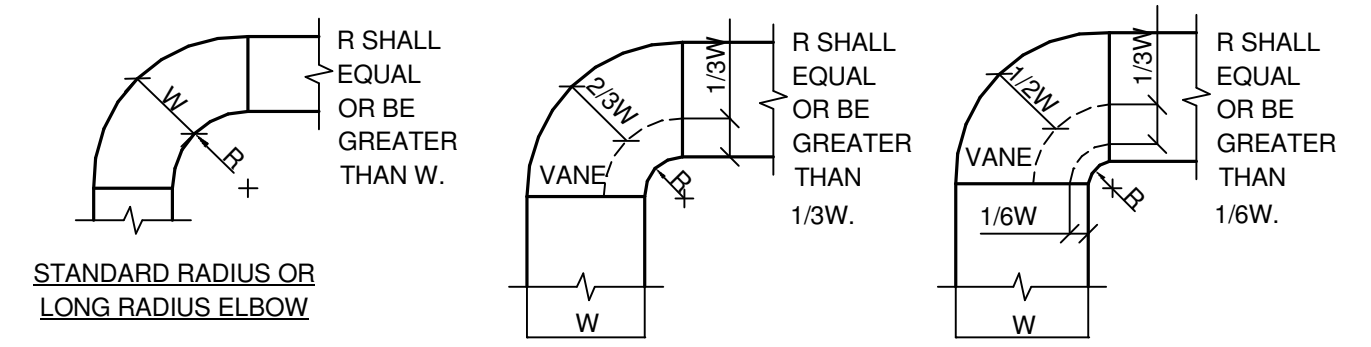 R SHALL
EQUAL
OR BE
GREATER
THAN W.
W
R
STANDARD RADIUS OR
LONG RADIUS ELBOW
R SHALL
EQUAL
OR BE
GREATER
THAN
1/3W.
2/3W
1/3W
VANE
R
W
R SHALL
EQUAL
OR BE
GREATER
THAN
1/6W.
1/2W
1/3W
VANE
R
1/6W
W